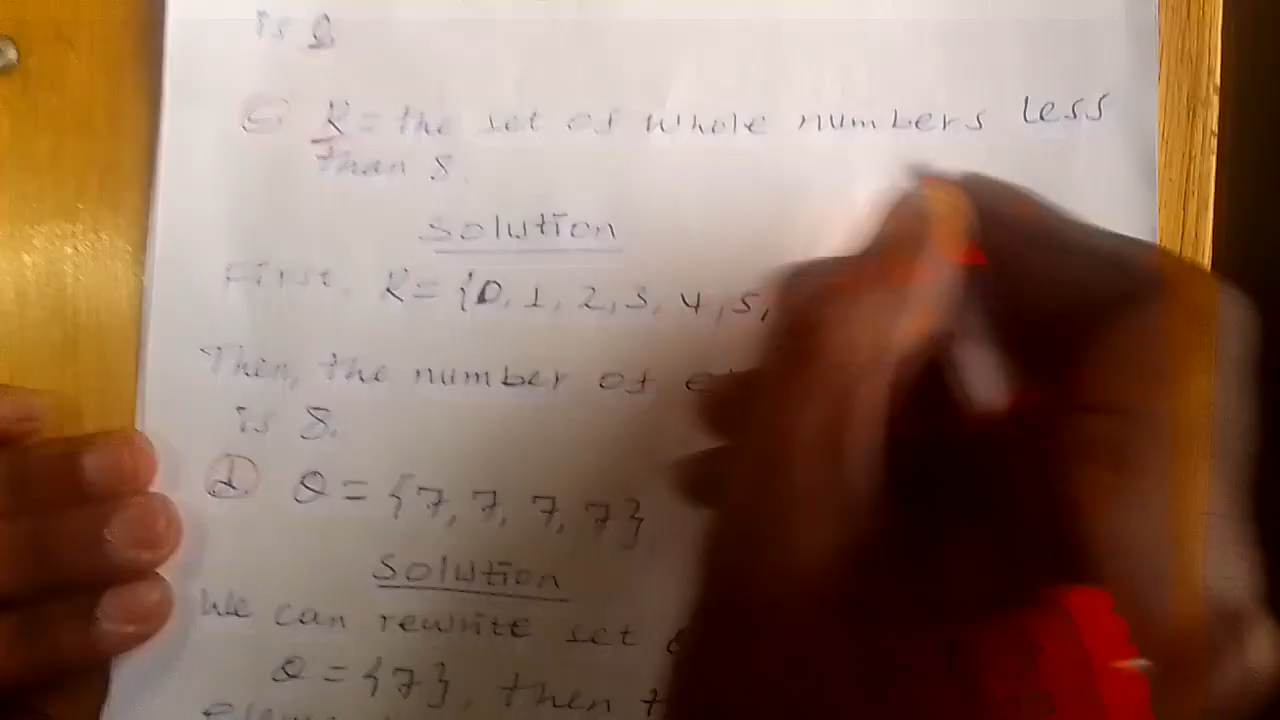 is
c K = the set of whole numbers less
than 8.
Solution
First, K = {0, 1, 2, 3, 4, 5,
Then, the number of
is 8.
d. Q = {7, 7, 7, 7}
Solution
We can rewrite set
Q = {7}, then